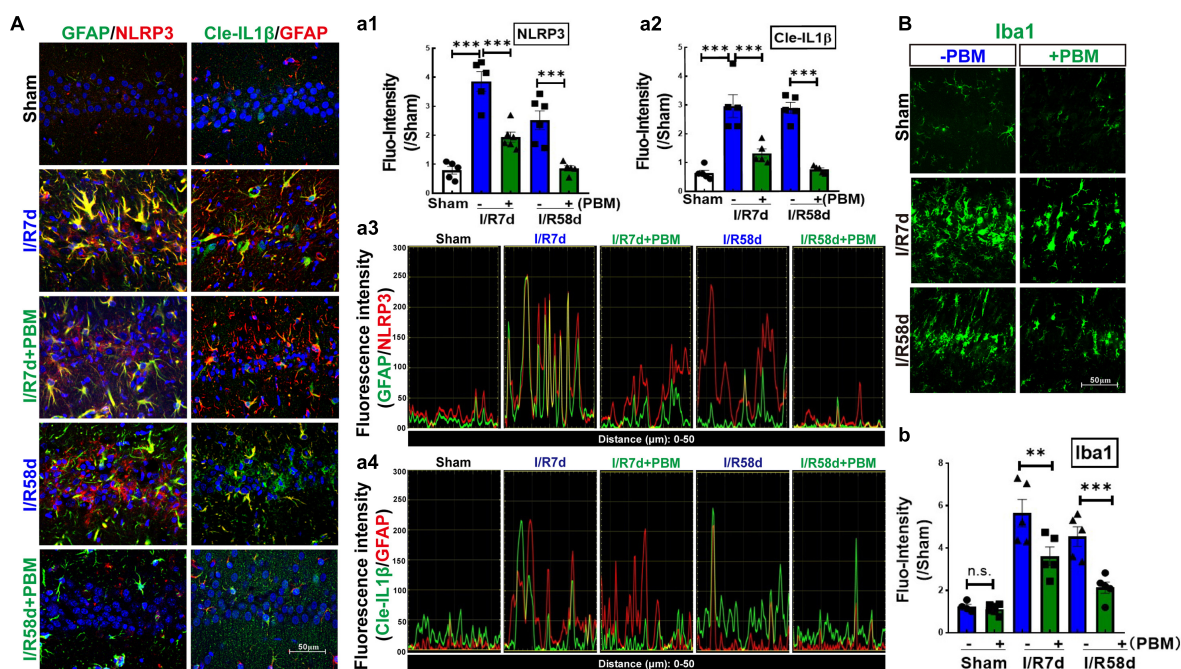 A
GFAP/NLRP3
Cle-IL1β/GFAP
Sham
I/R7d
I/R7d+PBM
I/R58d
I/R58d+PBM
50μm
a1
NLRP3
Fluo-Intensity
(/Sham)
5
4
3
2
1
0
*** ***
***
Sham - + - + (PBM)
I/R7d I/R58d
a2
Cle-IL1β
Fluo-Intensity
(/Sham)
5
4
3
2
1
0
*** ***
***
Sham - + - + (PBM)
I/R7d I/R58d
a3
Sham I/R7d I/R7d+PBM I/R58d I/R58d+PBM
Fluorescence intensity
(GFAP/NLRP3)
300
250
200
150
100
50
00
Distance (μm): 0-50
a4
Sham I/R7d I/R7d+PBM I/R58d I/R58d+PBM
Fluorescence intensity
(Cle-IL1β/GFAP)
300
250
200
150
100
50
00
Distance (μm): 0-50
B
Iba1
-PBM +PBM
Sham
I/R7d
I/R58d
50μm
b
Iba1
Fluo-Intensity
(/Sham)
8
6
4
2
0
n.s.
**
***
- + - + - + (PBM)
Sham I/R7d I/R58d